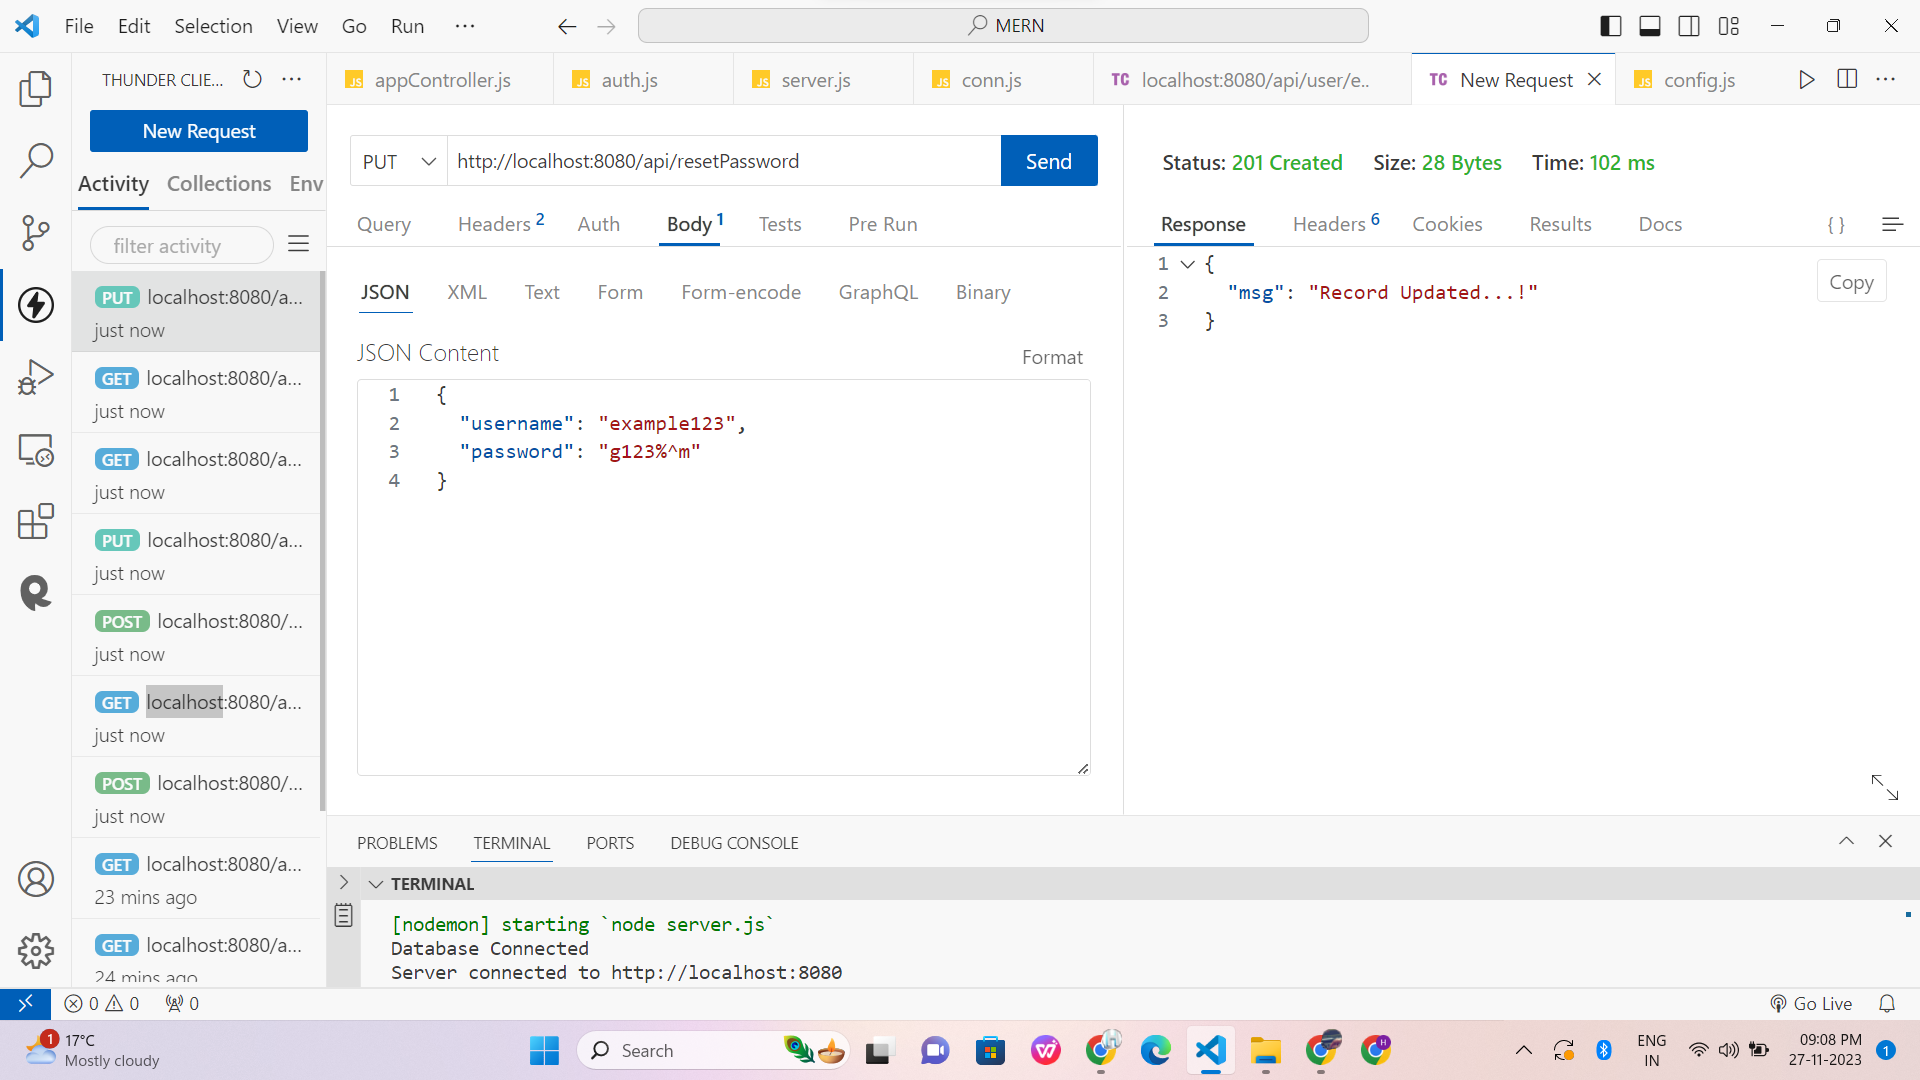 File Edit Selection View Go Run ···
MERN
THUNDER CLIE...
New Request
Activity Collections Env
filter activity
PUT localhost:8080/a...
just now
GET localhost:8080/a...
just now
GET localhost:8080/a...
just now
PUT localhost:8080/a...
just now
POST localhost:8080/...
just now
GET localhost:8080/a...
just now
POST localhost:8080/...
just now
GET localhost:8080/a...
23 mins ago
GET localhost:8080/a...
24 mins ago
JS appController.js
JS auth.js
JS server.js
JS conn.js
TC localhost:8080/api/user/e..
TC New Request
JS config.js
PUT http://localhost:8080/api/resetPassword Send
Query Headers 2 Auth Body 1 Tests Pre Run
JSON XML Text Form Form-encode GraphQL Binary
JSON Content
Format
1 {
2 "username": "example123",
3 "password": "g123%^m"
4 }
Status: 201 Created Size: 28 Bytes Time: 102 ms
Response Headers 6 Cookies Results Docs { }
1 {
2 "msg": "Record Updated...!"
3 }
Copy
PROBLEMS TERMINAL PORTS DEBUG CONSOLE
TERMINAL
[nodemon] starting `node server.js`
Database Connected
Server connected to http://localhost:8080
0 0 0
Go Live
1
17°C
Mostly cloudy
Search
H
ENG
IN
09:08 PM
27-11-2023
1